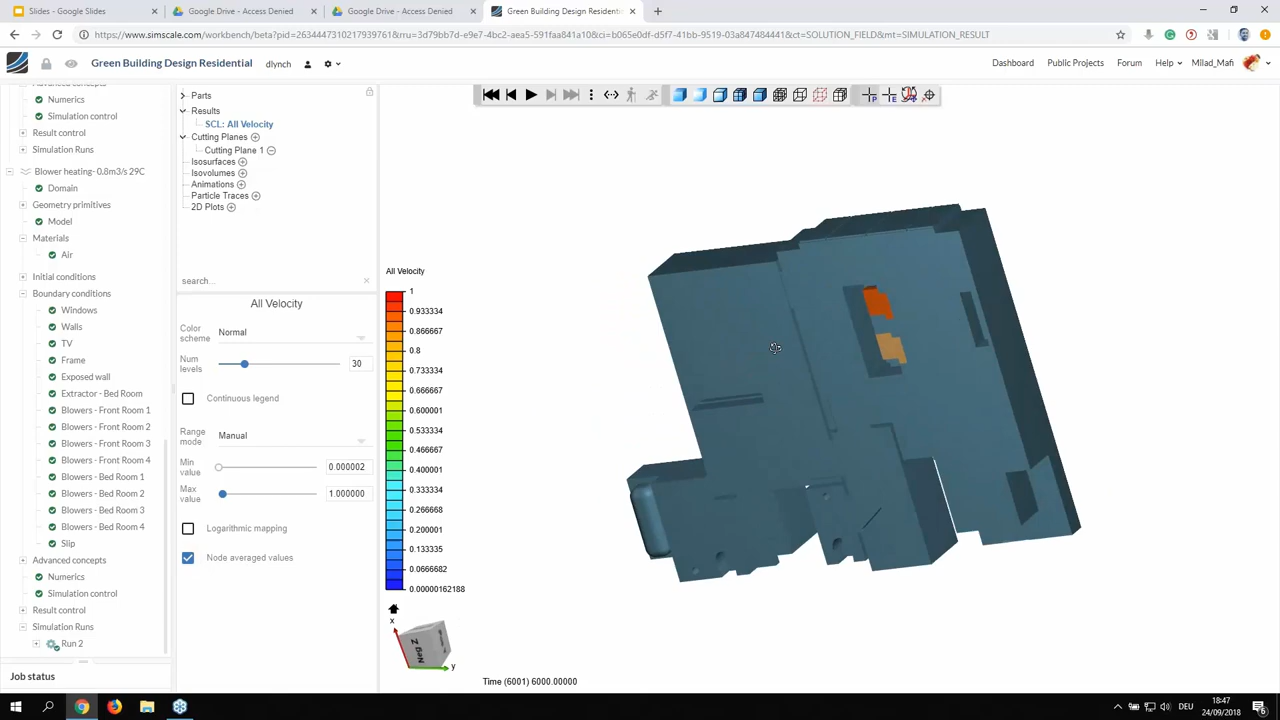 Slides - Google Slides
Google Drive - Access Denied
Google Drive - Access Denied
Green Building Design Residential
https://www.simscale.com/workbench/beta?pid=2634447310217939761&rru=3d79bb7d-e9e7-4bc2-aea5-591faa841a10&ci=b065e0df-d5f7-41bb-9519-03a847484441&ct=SOLUTION_FIELD&mt=SIMULATION_RESULT
Green Building Design Residential
dlynch
Dashboard
Public Projects
Forum
Help
Milad_Mafi
Numerics
Simulation control
Result control
Simulation Runs
Blower heating- 0.8m3/s 29C
Domain
Geometry primitives
Model
Materials
Air
Initial conditions
Boundary conditions
Windows
Walls
TV
Frame
Exposed wall
Extractor - Bed Room
Blowers - Front Room 1
Blowers - Front Room 2
Blowers - Front Room 3
Blowers - Front Room 4
Blowers - Bed Room 1
Blowers - Bed Room 2
Blowers - Bed Room 3
Blowers - Bed Room 4
Slip
Advanced concepts
Numerics
Simulation control
Result control
Simulation Runs
Run 2
Job status
Parts
Results
SCL: All Velocity
Cutting Planes
Cutting Plane 1
Isosurfaces
Isovolumes
Animations
Particle Traces
2D Plots
search...
All Velocity
Color scheme
Normal
Num levels
30
Continuous legend
Range mode
Manual
Min value
0.000002
Max value
1.000000
Logarithmic mapping
Node averaged values
All Velocity
1
0.933334
0.866667
0.8
0.733334
0.666667
0.600001
0.533334
0.466667
0.400001
0.333334
0.266668
0.200001
0.133335
0.0666682
0.00000162188
x
Neg Z
y
Time (6001) 6000.00000
DEU
18:47
24/09/2018
6